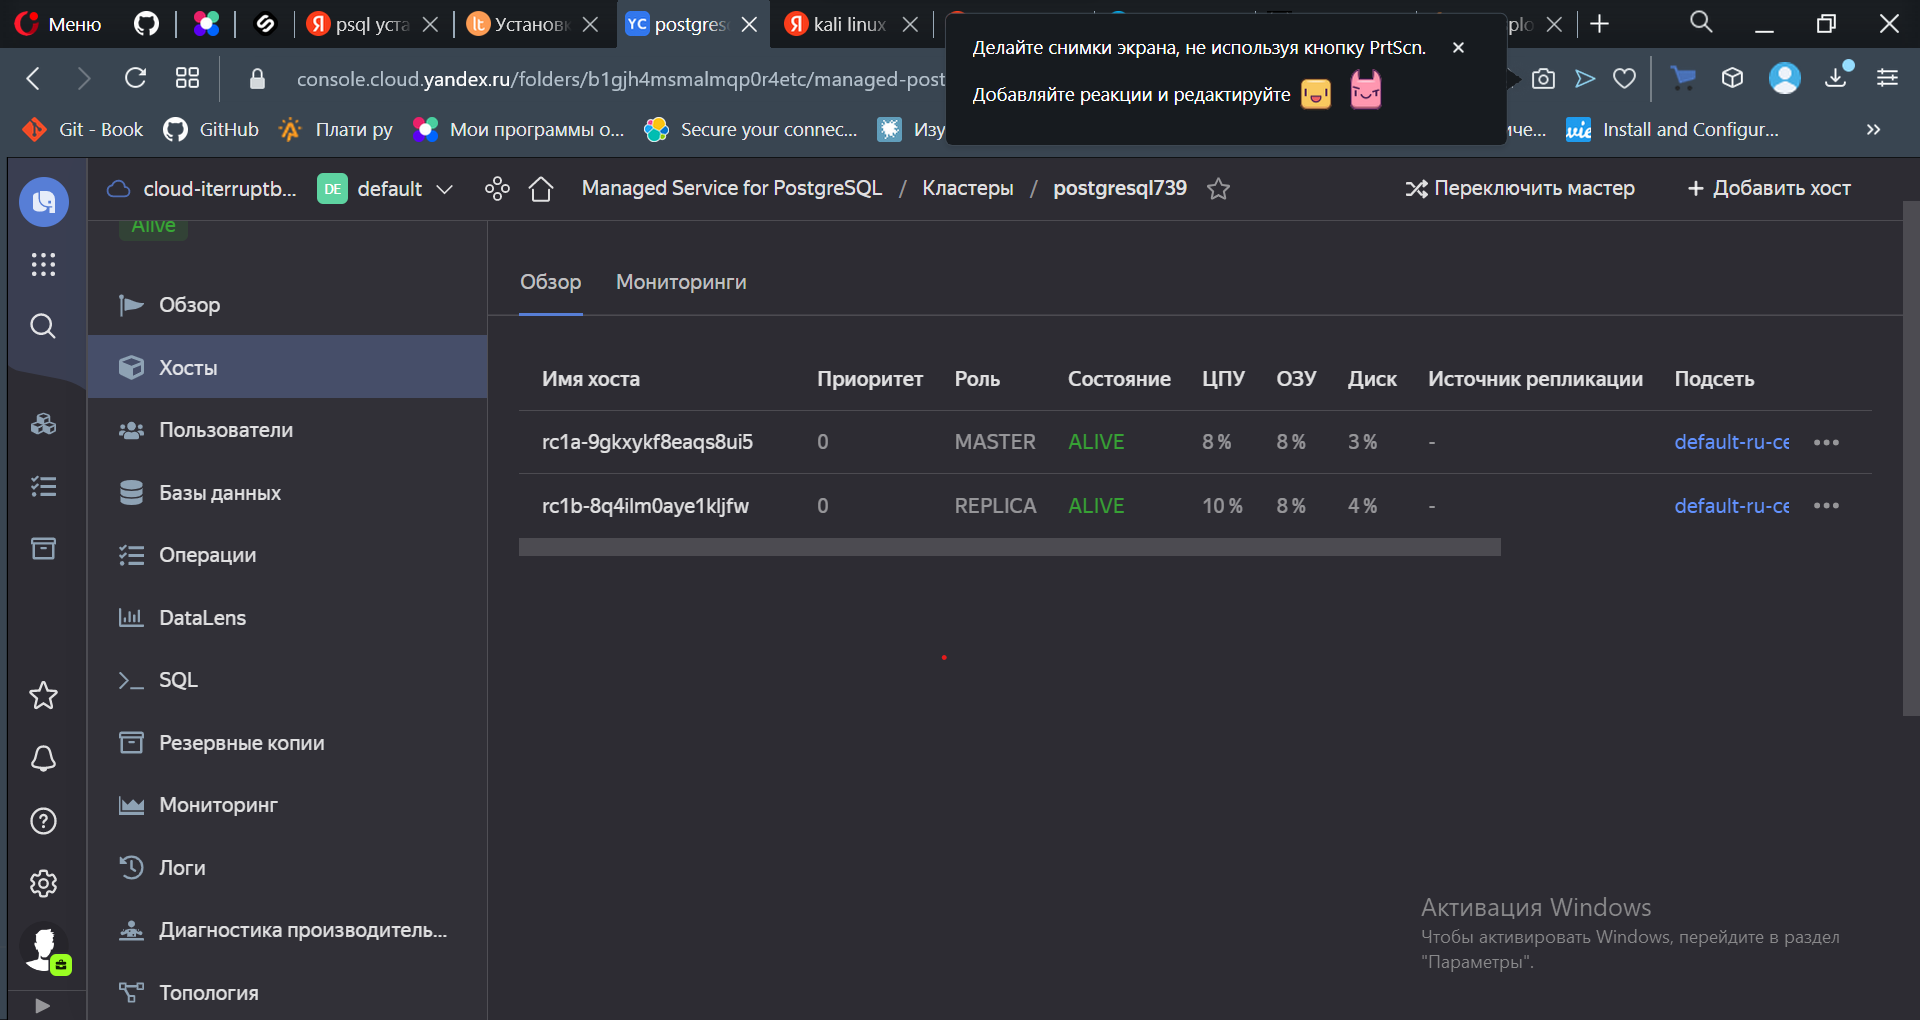 Меню
psql уста
Установк
YC postgres
kali linux
plo
Делайте снимки экрана, не используя кнопку PrtScn.
Добавляйте реакции и редактируйте
console.cloud.yandex.ru/folders/b1gjh4msmalmqp0r4etc/managed-post
Git - Book
GitHub
Плати ру
Мои программы о...
Secure your connec...
Изу
иче...
Install and Configur...
cloud-iterruptb...
DE default
Managed Service for PostgreSQL / Кластеры / postgresql739
Переключить мастер
+ Добавить хост
Alive
Обзор
Хосты
Пользователи
Базы данных
Операции
DataLens
SQL
Резервные копии
Мониторинг
Логи
Диагностика производитель...
Топология
Обзор Мониторинги
Имя хоста Приоритет Роль Состояние ЦПУ ОЗУ Диск Источник репликации Подсеть
rc1a-9gkxykf8eaqs8ui5 0 MASTER ALIVE 8 % 8 % 3 % - default-ru-ce
rc1b-8q4ilm0aye1kljfw 0 REPLICA ALIVE 10 % 8 % 4 % - default-ru-ce
Активация Windows
Чтобы активировать Windows, перейдите в раздел
"Параметры".